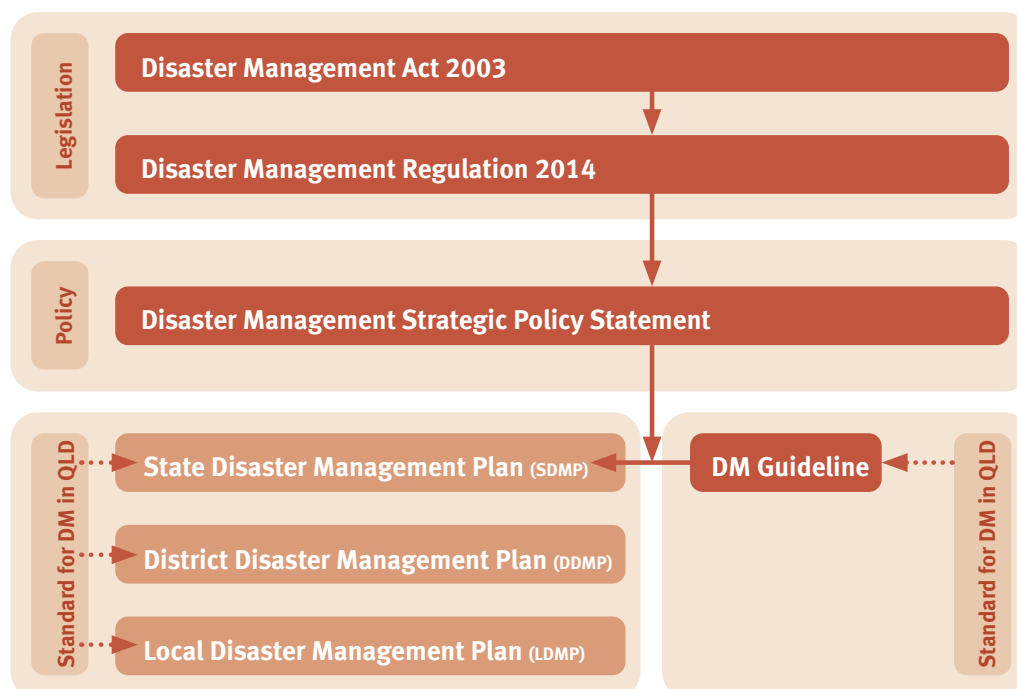 Legislation
Disaster Management Act 2003
Disaster Management Regulation 2014
Policy
Disaster Management Strategic Policy Statement
Standard for DM in QLD
State Disaster Management Plan (SDMP)
District Disaster Management Plan (DDMP)
Local Disaster Management Plan (LDMP)
DM Guideline
Standard for DM in QLD